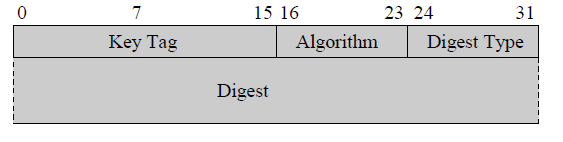 0 7 15 16 23 24 31
Key Tag Algorithm Digest Type
Digest